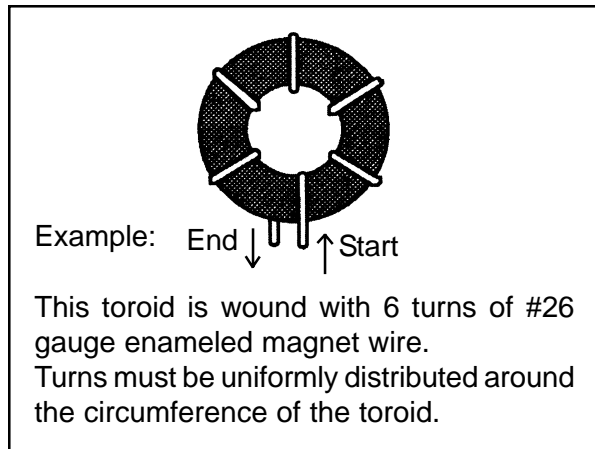 Example: End ↓ ↑ Start
This toroid is wound with 6 turns of #26
gauge enameled magnet wire.
Turns must be uniformly distributed around
the circumference of the toroid.